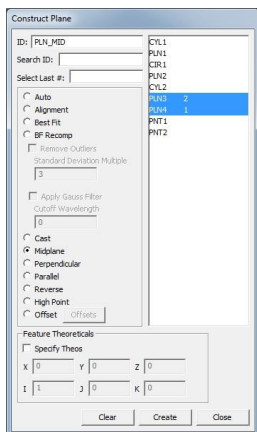 Construct Plane
ID: PLN_MID
Search ID:
Select Last #:
Auto
Alignment
Best Fit
BF Recomp
Remove Outliers
Standard Deviation Multiple
3
Apply Gauss Filter
Cutoff Wavelength
0
Cast
Midplane
Perpendicular
Parallel
Reverse
High Point
Offset Offsets
CYL1
PLN1
CIR1
PLN2
CYL2
PLN3 2
PLN4 1
PNT1
PNT2
Feature Theoreticals
Specify Theos
X 0 Y 0 Z 0
I 1 J 0 K 0
Clear Create Close